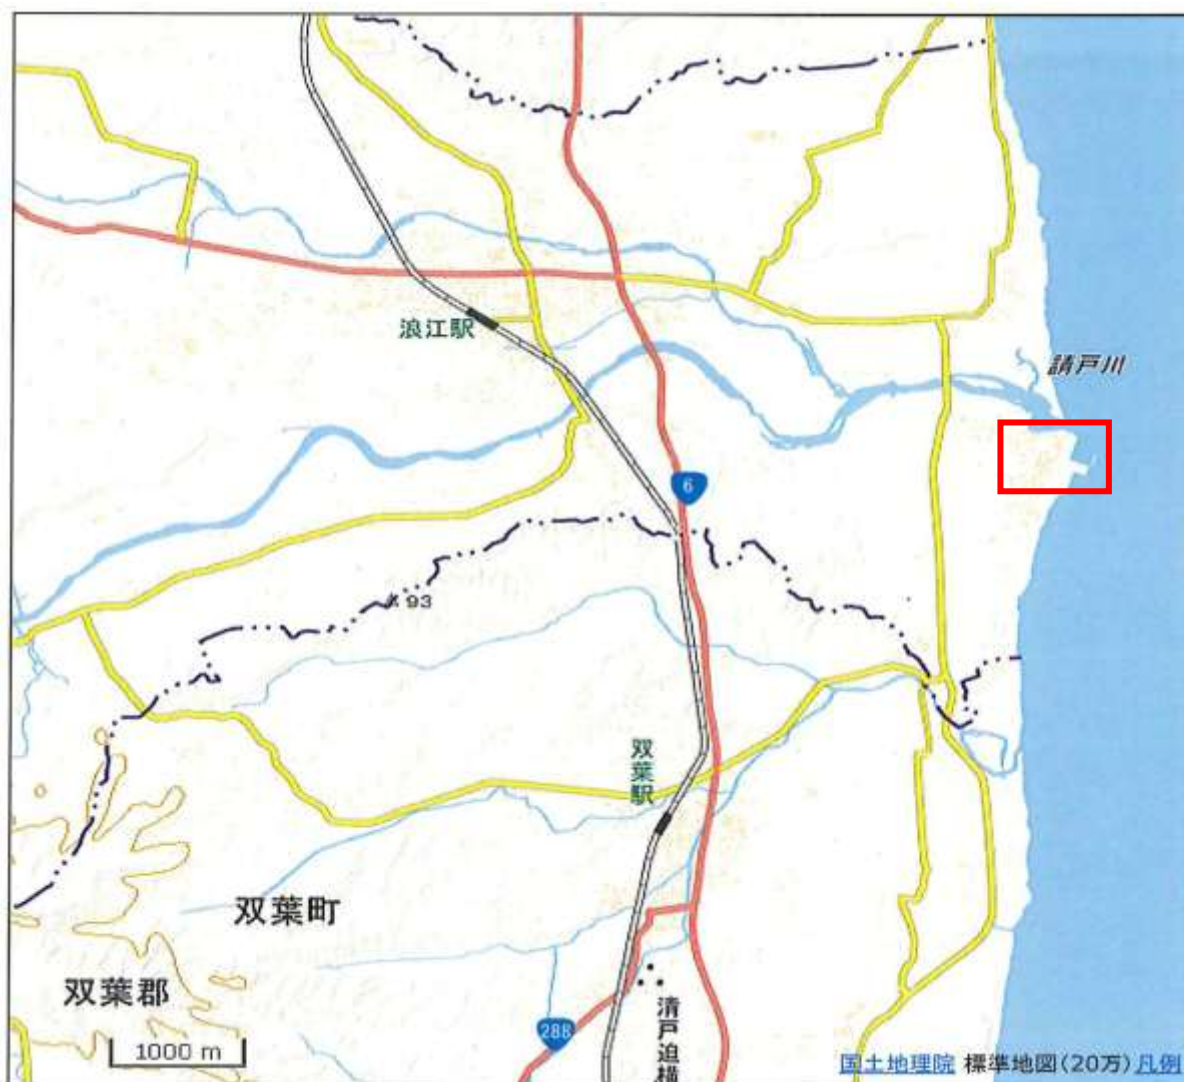 浪江駅
請戸川
6
93
双葉駅
双葉町
双葉郡
清戸迫横
288
1000 m
国土地理院 標準地図(20万) 凡例